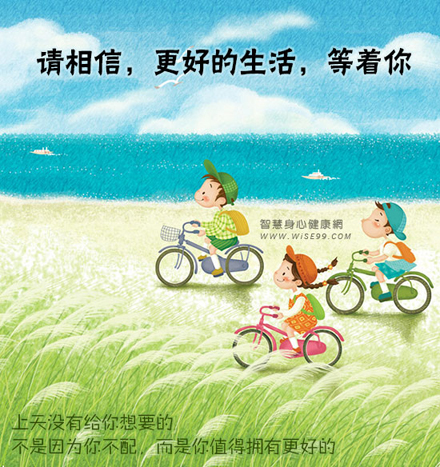 请相信，更好的生活，等着你
智慧身心健康網
WWW.WISE99.COM
上天没有给你想要的
不是因为你不配，而是你值得拥有更好的